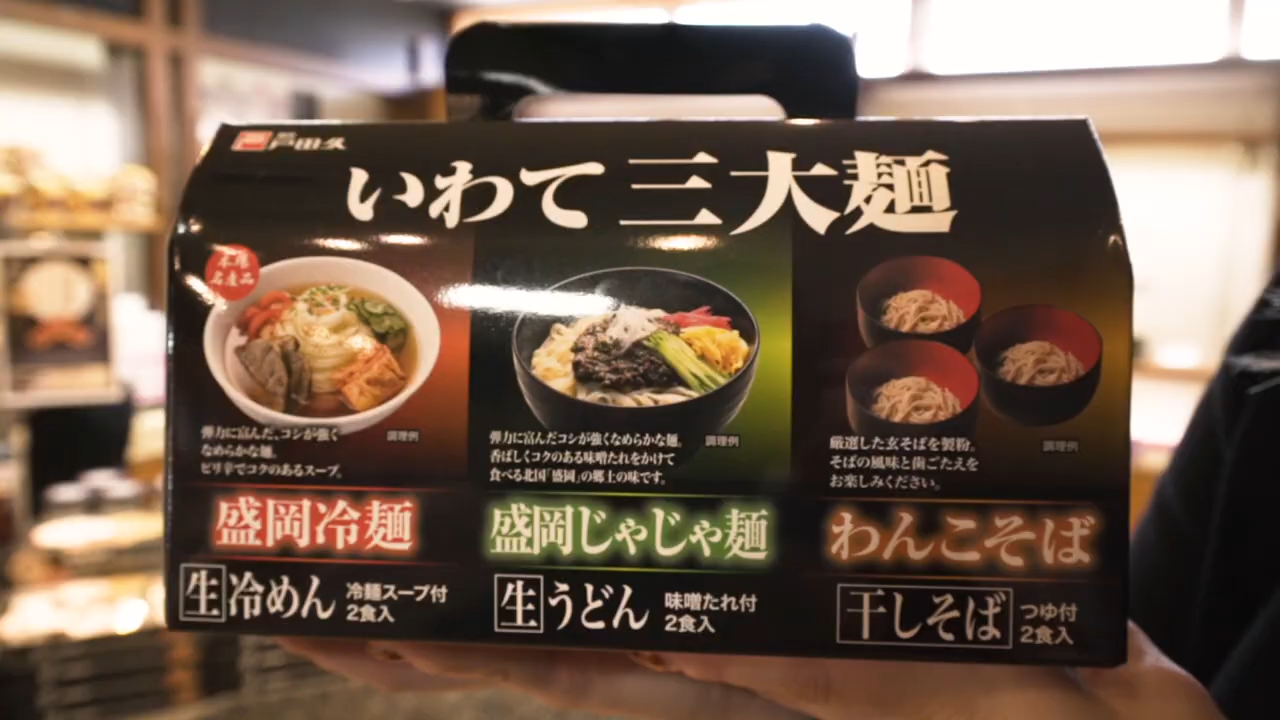 戸田久
いわて三大麺
本場
名産品
弾力に富んだ、コシが強く
なめらかな麺。
ピリ辛でコクのあるスープ。
調理例
盛岡冷麺
生冷めん
冷麺スープ付
2食入
弾力に富んだコシが強くなめらかな麺。
香ばしくコクのある味噌たれをかけて
食べる北国「盛岡」の郷土の味です。
調理例
盛岡じゃじゃ麺
生うどん
味噌たれ付
2食入
厳選した玄そばを製粉。
そばの風味と歯ごたえを
お楽しみください。
調理例
わんこそば
干しそば
つゆ付
2食入